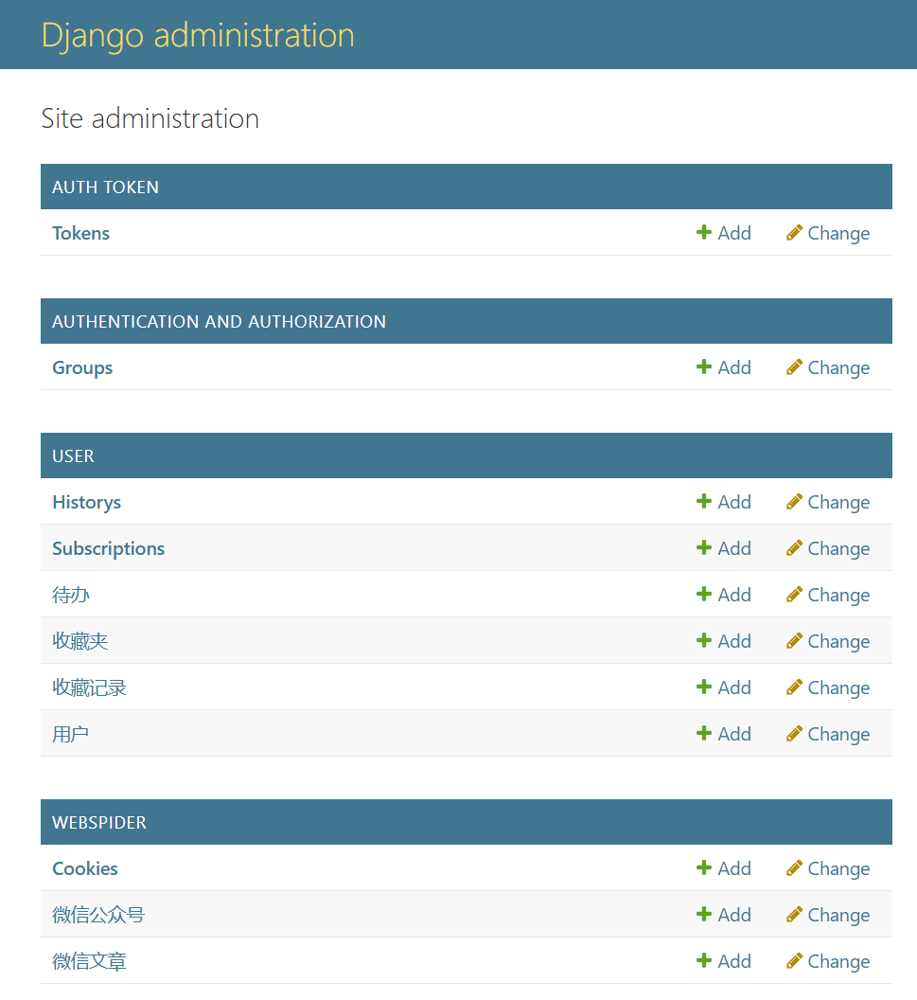 Django administration
Site administration
AUTH TOKEN
Tokens Add Change
AUTHENTICATION AND AUTHORIZATION
Groups Add Change
USER
Historys Add Change
Subscriptions Add Change
待办 Add Change
收藏夹 Add Change
收藏记录 Add Change
用户 Add Change
WEBSPIDER
Cookies Add Change
微信公众号 Add Change
微信文章 Add Change